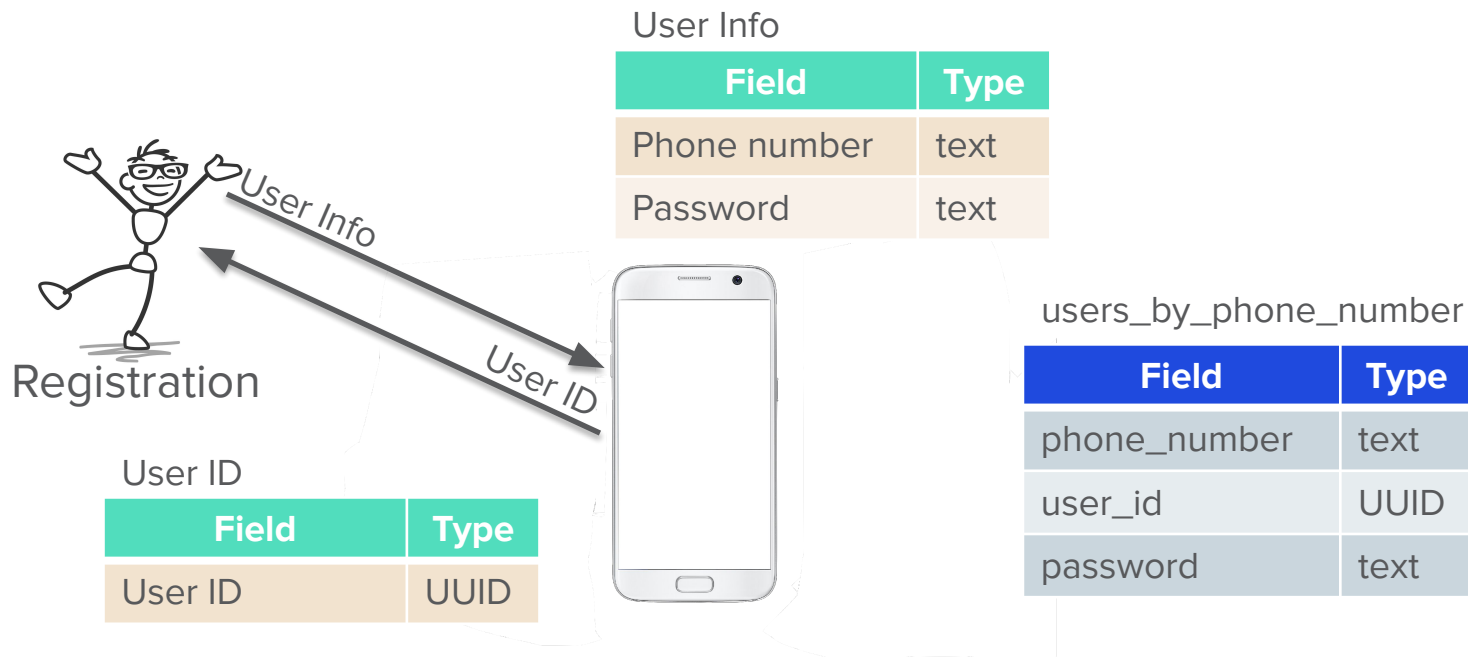 User Info
Field Type
Phone number text
Password text
User Info
User ID
Registration
users_by_phone_number
Field Type
phone_number text
user_id UUID
password text
User ID
Field Type
User ID UUID